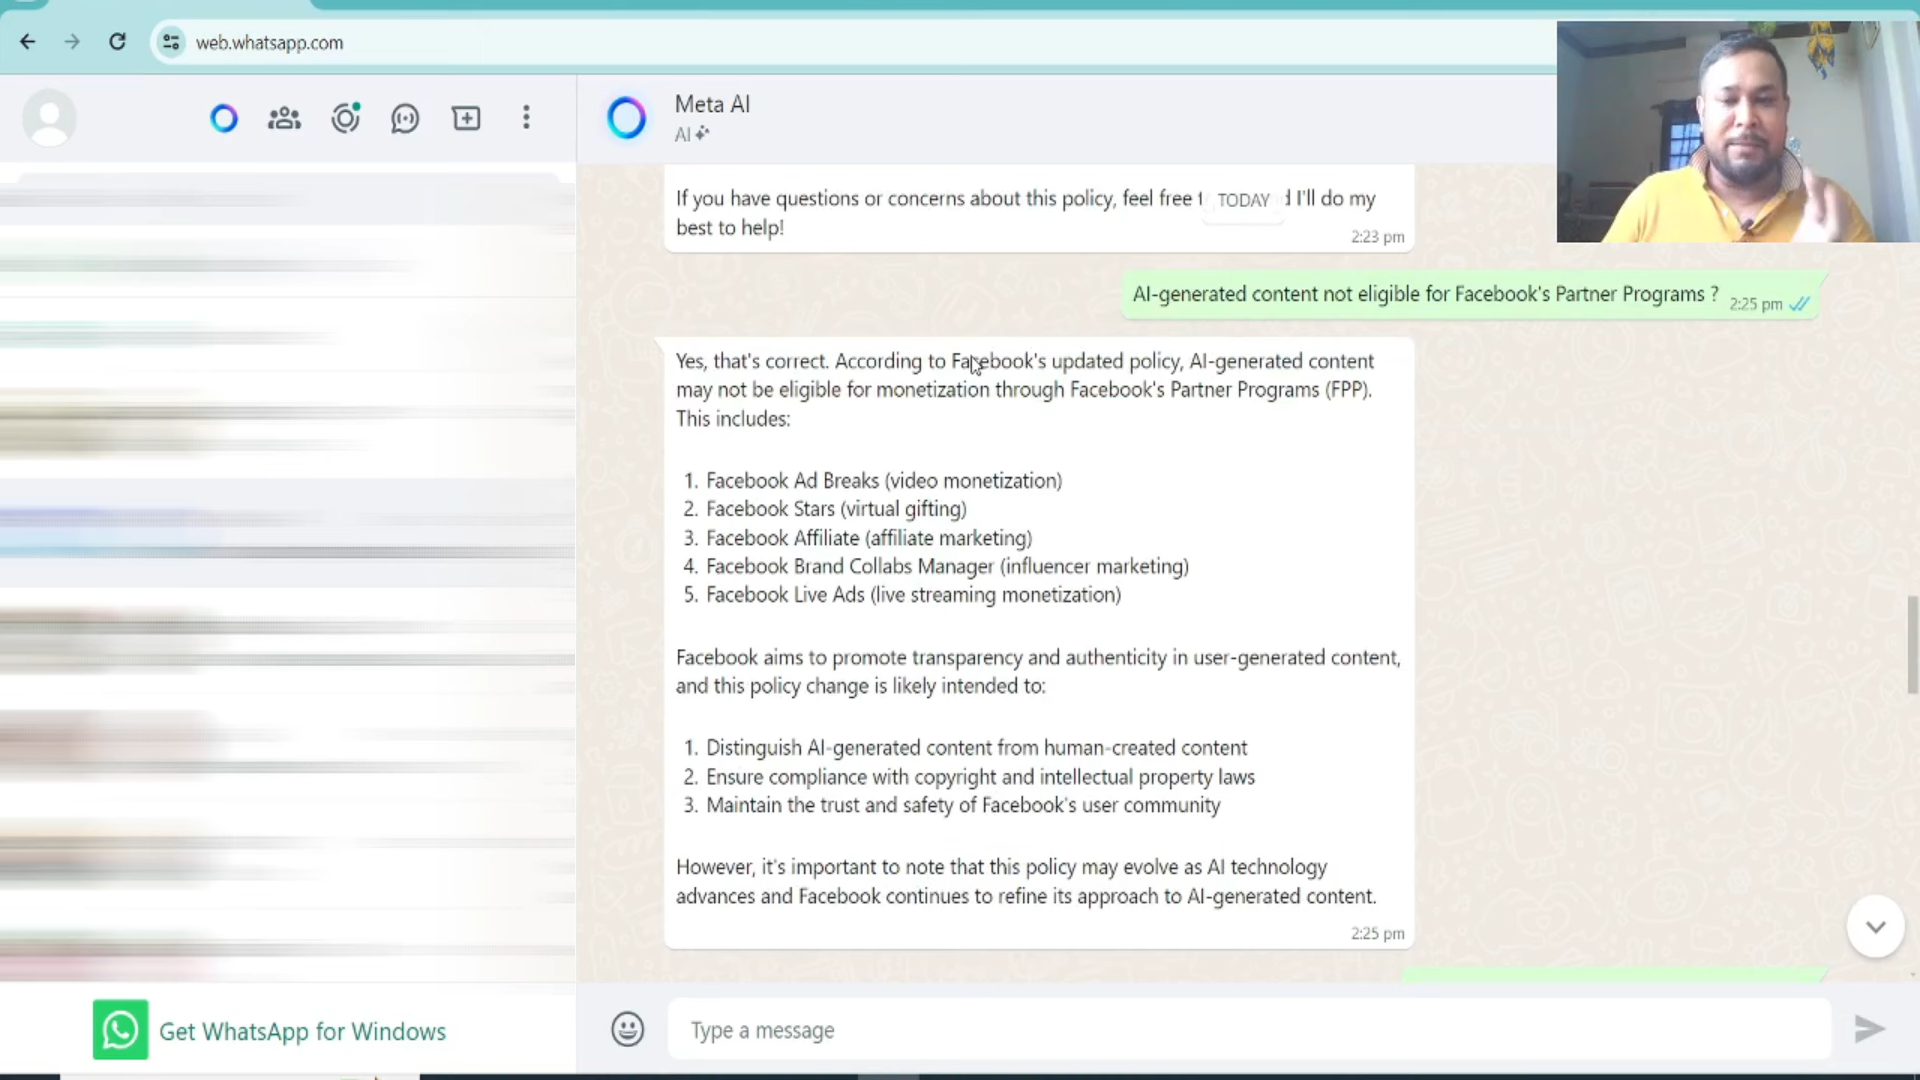 web.whatsapp.com
Meta AI
AI
If you have questions or concerns about this policy, feel free t
TODAY
I'll do my
best to help!
2:23 pm
AI-generated content not eligible for Facebook's Partner Programs ?
2:25 pm
Yes, that's correct. According to Facebook's updated policy, AI-generated content
may not be eligible for monetization through Facebook's Partner Programs (FPP).
This includes:
1. Facebook Ad Breaks (video monetization)
2. Facebook Stars (virtual gifting)
3. Facebook Affiliate (affiliate marketing)
4. Facebook Brand Collabs Manager (influencer marketing)
5. Facebook Live Ads (live streaming monetization)
Facebook aims to promote transparency and authenticity in user-generated content,
and this policy change is likely intended to:
1. Distinguish AI-generated content from human-created content
2. Ensure compliance with copyright and intellectual property laws
3. Maintain the trust and safety of Facebook's user community
However, it's important to note that this policy may evolve as AI technology
advances and Facebook continues to refine its approach to AI-generated content.
2:25 pm
Get WhatsApp for Windows
Type a message